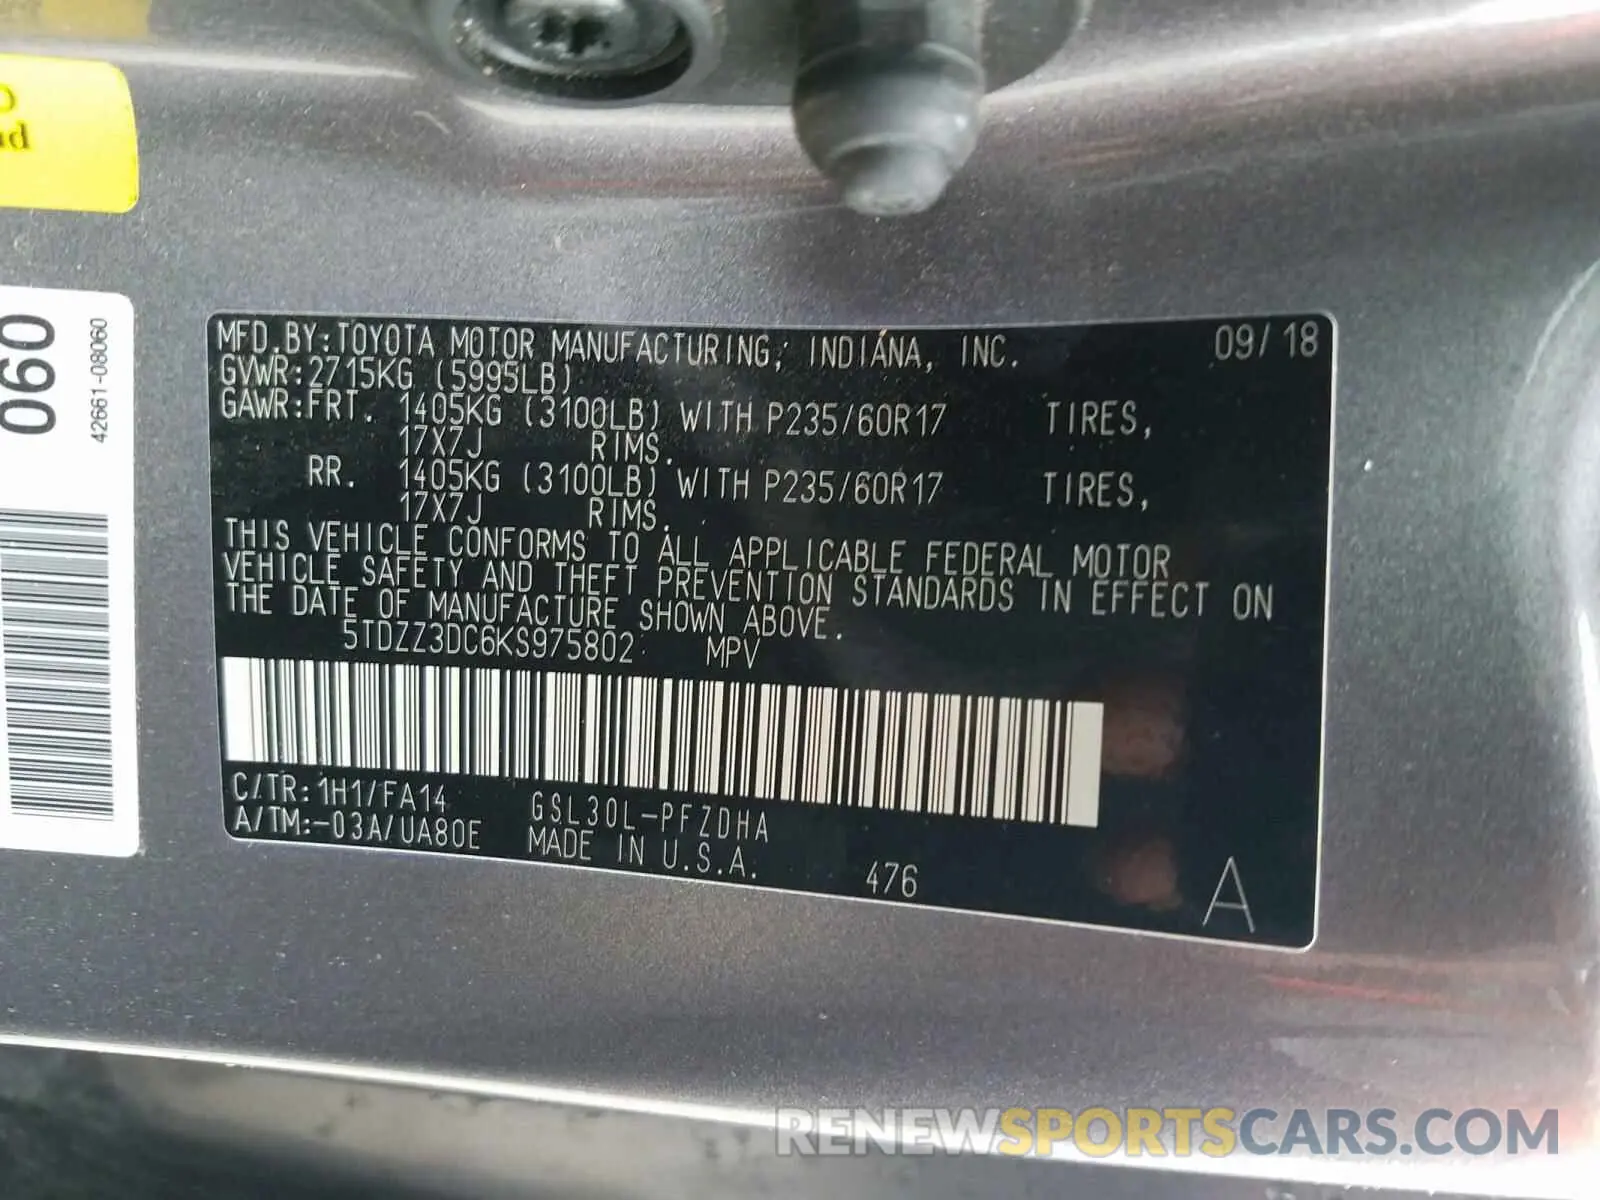 MFD.BY:TOYOTA MOTOR MANUFACTURING, INDIANA, INC. 09/18
GVWR:2715KG (5995LB)
GAWR:FRT. 1405KG (3100LB) WITH P235/60R17 TIRES,
17X7J RIMS.
RR. 1405KG (3100LB) WITH P235/60R17 TIRES,
17X7J RIMS.
THIS VEHICLE CONFORMS TO ALL APPLICABLE FEDERAL MOTOR
VEHICLE SAFETY AND THEFT PREVENTION STANDARDS IN EFFECT ON
THE DATE OF MANUFACTURE SHOWN ABOVE.
5TDZZ3DC6KS975802 MPV
C/TR:1H1/FA14 GSL30L-PFZDHA
A/TM:-03A/UA80E MADE IN U.S.A. 476 A
060
42661-08060
RENEWSPORTSCARS.COM